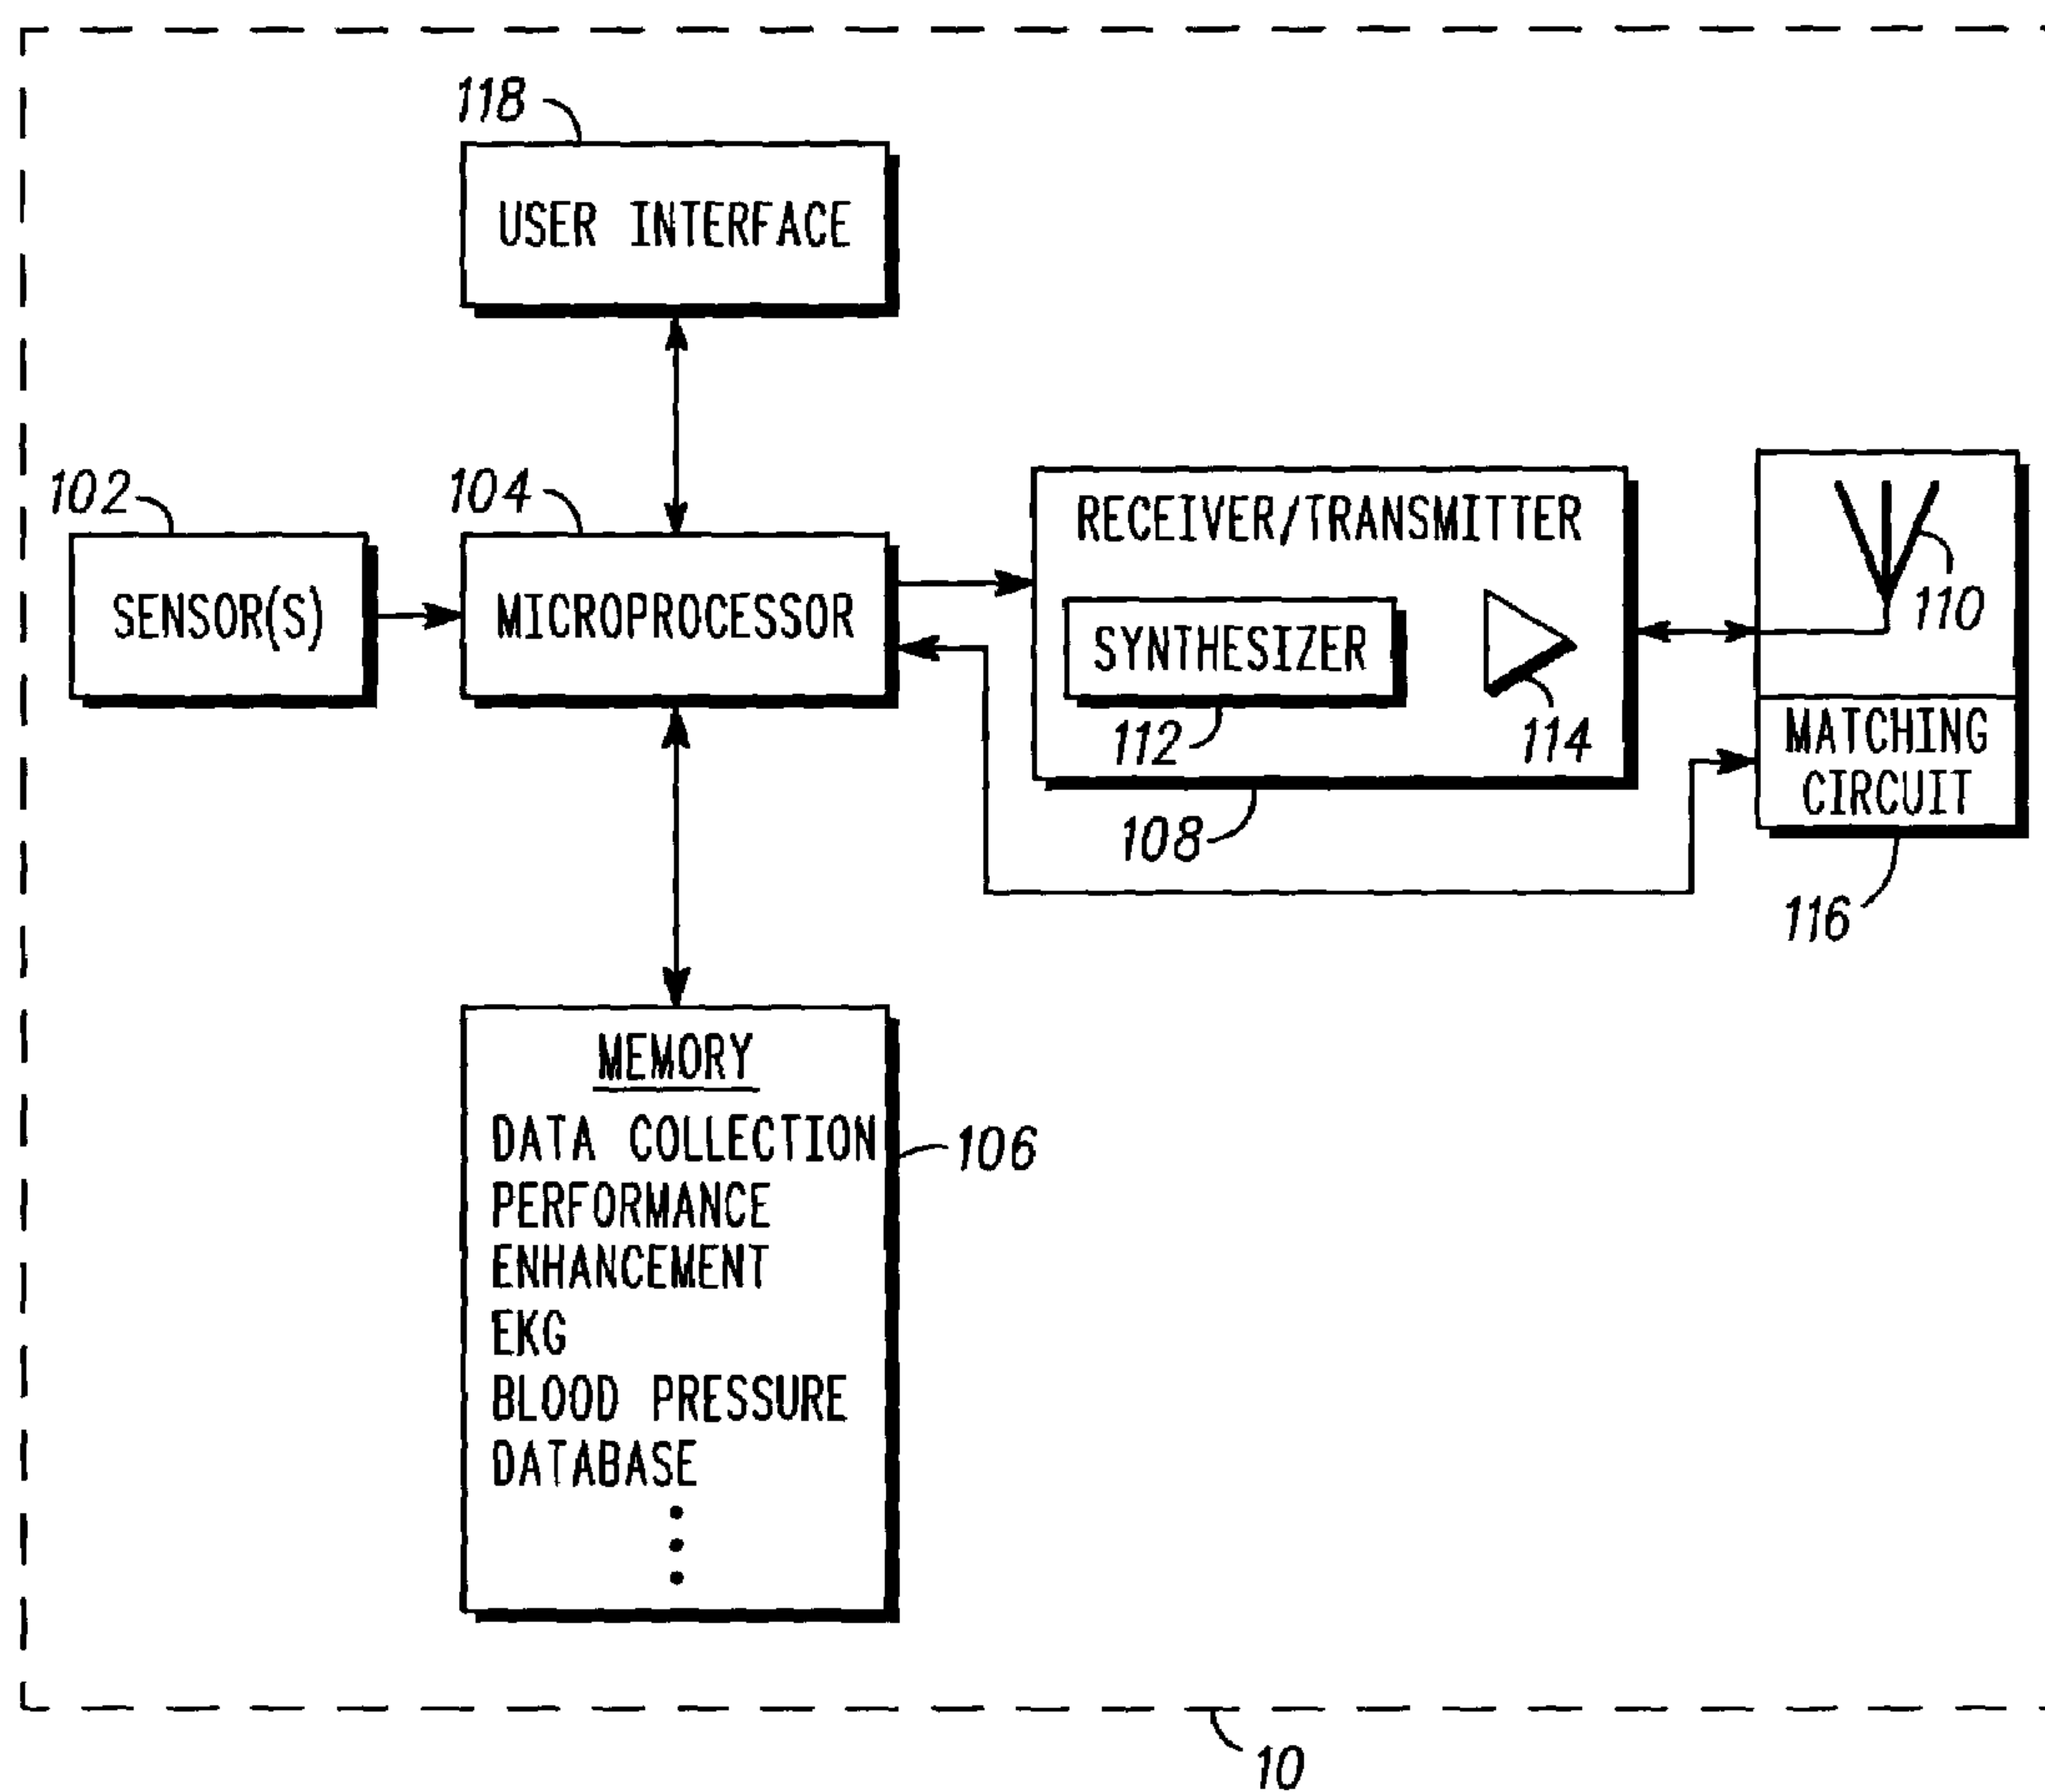 118
USER INTERFACE
102
104
SENSOR(S)
MICROPROCESSOR
RECEIVER/TRANSMITTER
SYNTHESIZER
112
114
108
110
MATCHING
CIRCUIT
116
MEMORY
DATA COLLECTION
PERFORMANCE
ENHANCEMENT
EKG
BLOOD PRESSURE
DATABASE
106
10